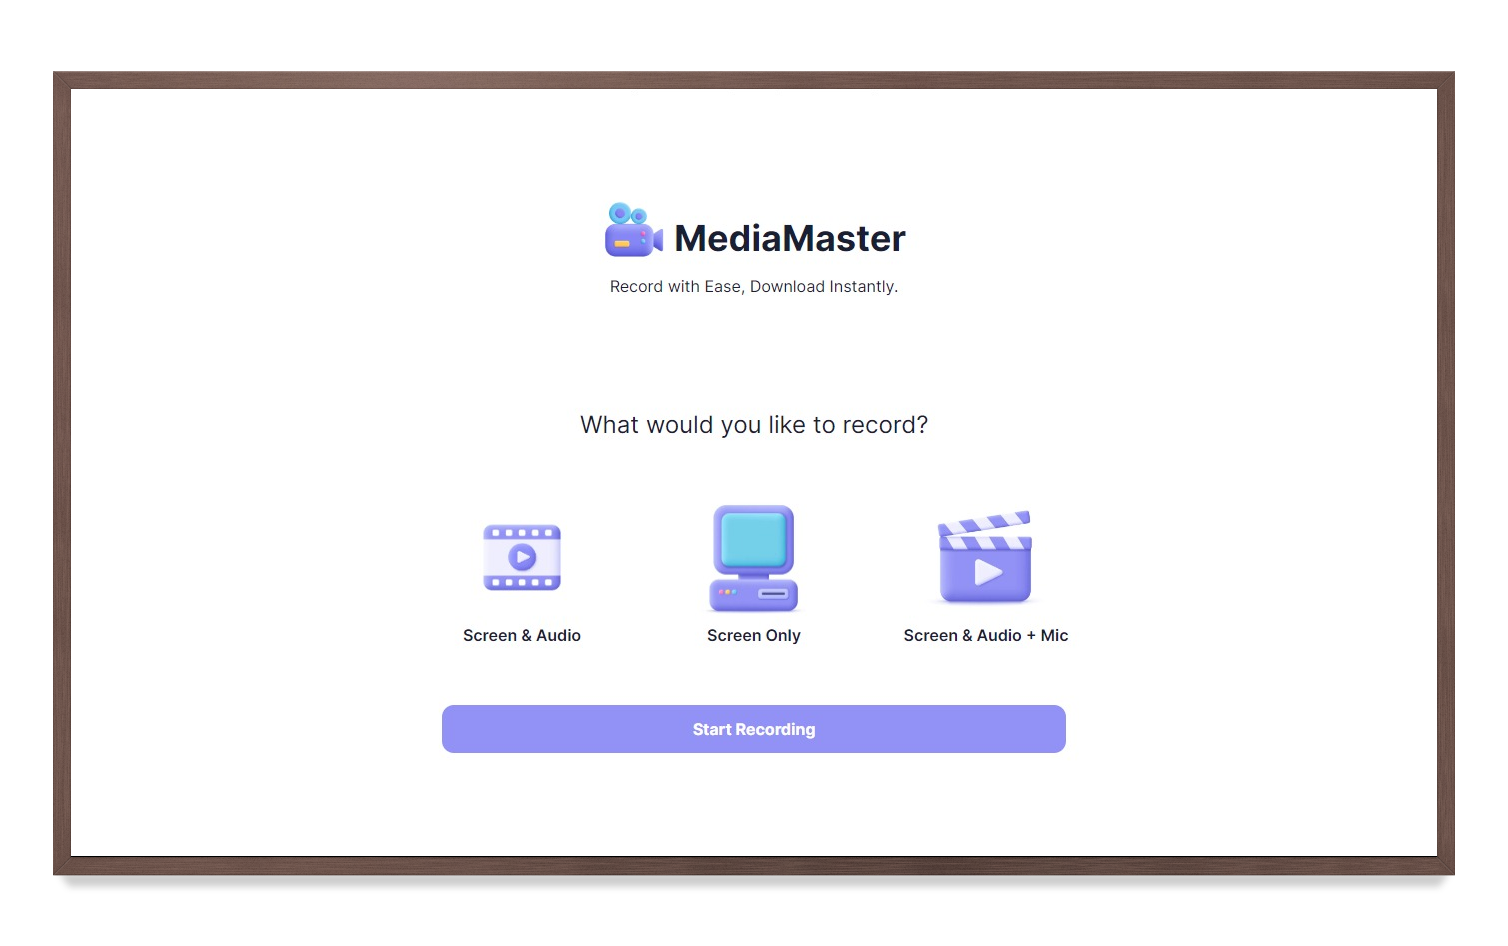 MediaMaster
Record with Ease, Download Instantly.
What would you like to record?
Screen & Audio
Screen Only
Screen & Audio + Mic
Start Recording